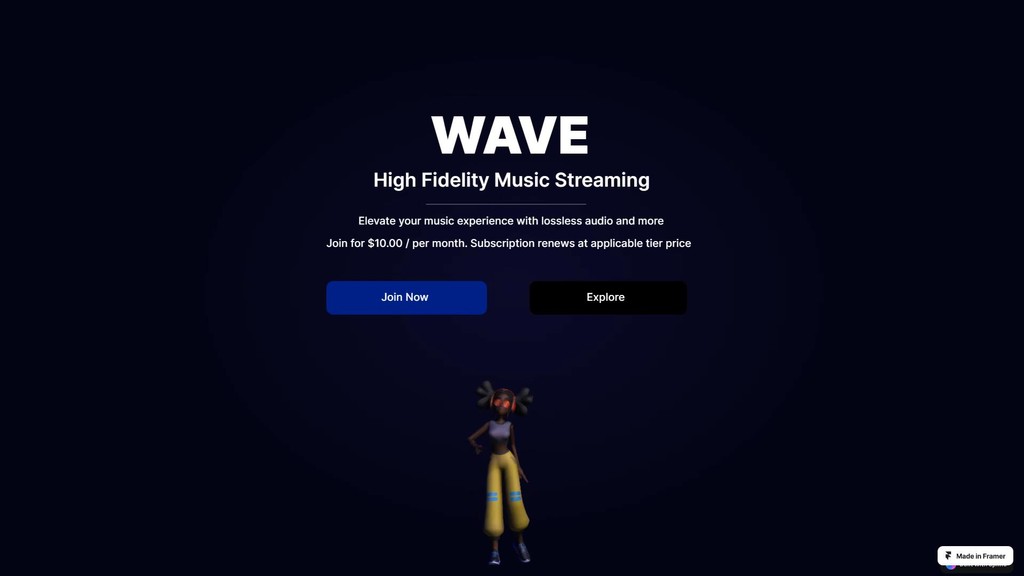 WAVE
High Fidelity Music Streaming
Elevate your music experience with lossless audio and more
Join for $10.00 / per month. Subscription renews at applicable tier price
Join Now
Explore
Made in Framer